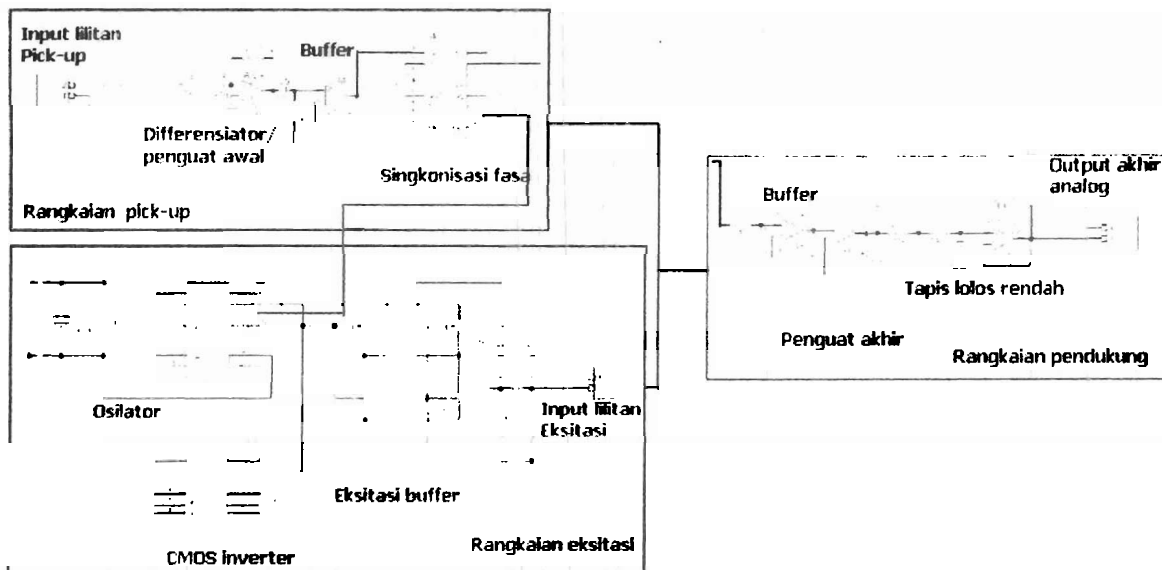 Input lilitan
Pick-up
Buffer
Differensiator/
penguat awal
Singkonisasi fasa
Rangkaian pick-up
Buffer
Output akhir
analog
Tapis lolos rendah
Penguat akhir
Rangkaian pendukung
Osilator
Input lilitan
Eksitasi
Eksitasi buffer
CMOS inverter
Rangkaian eksitasi